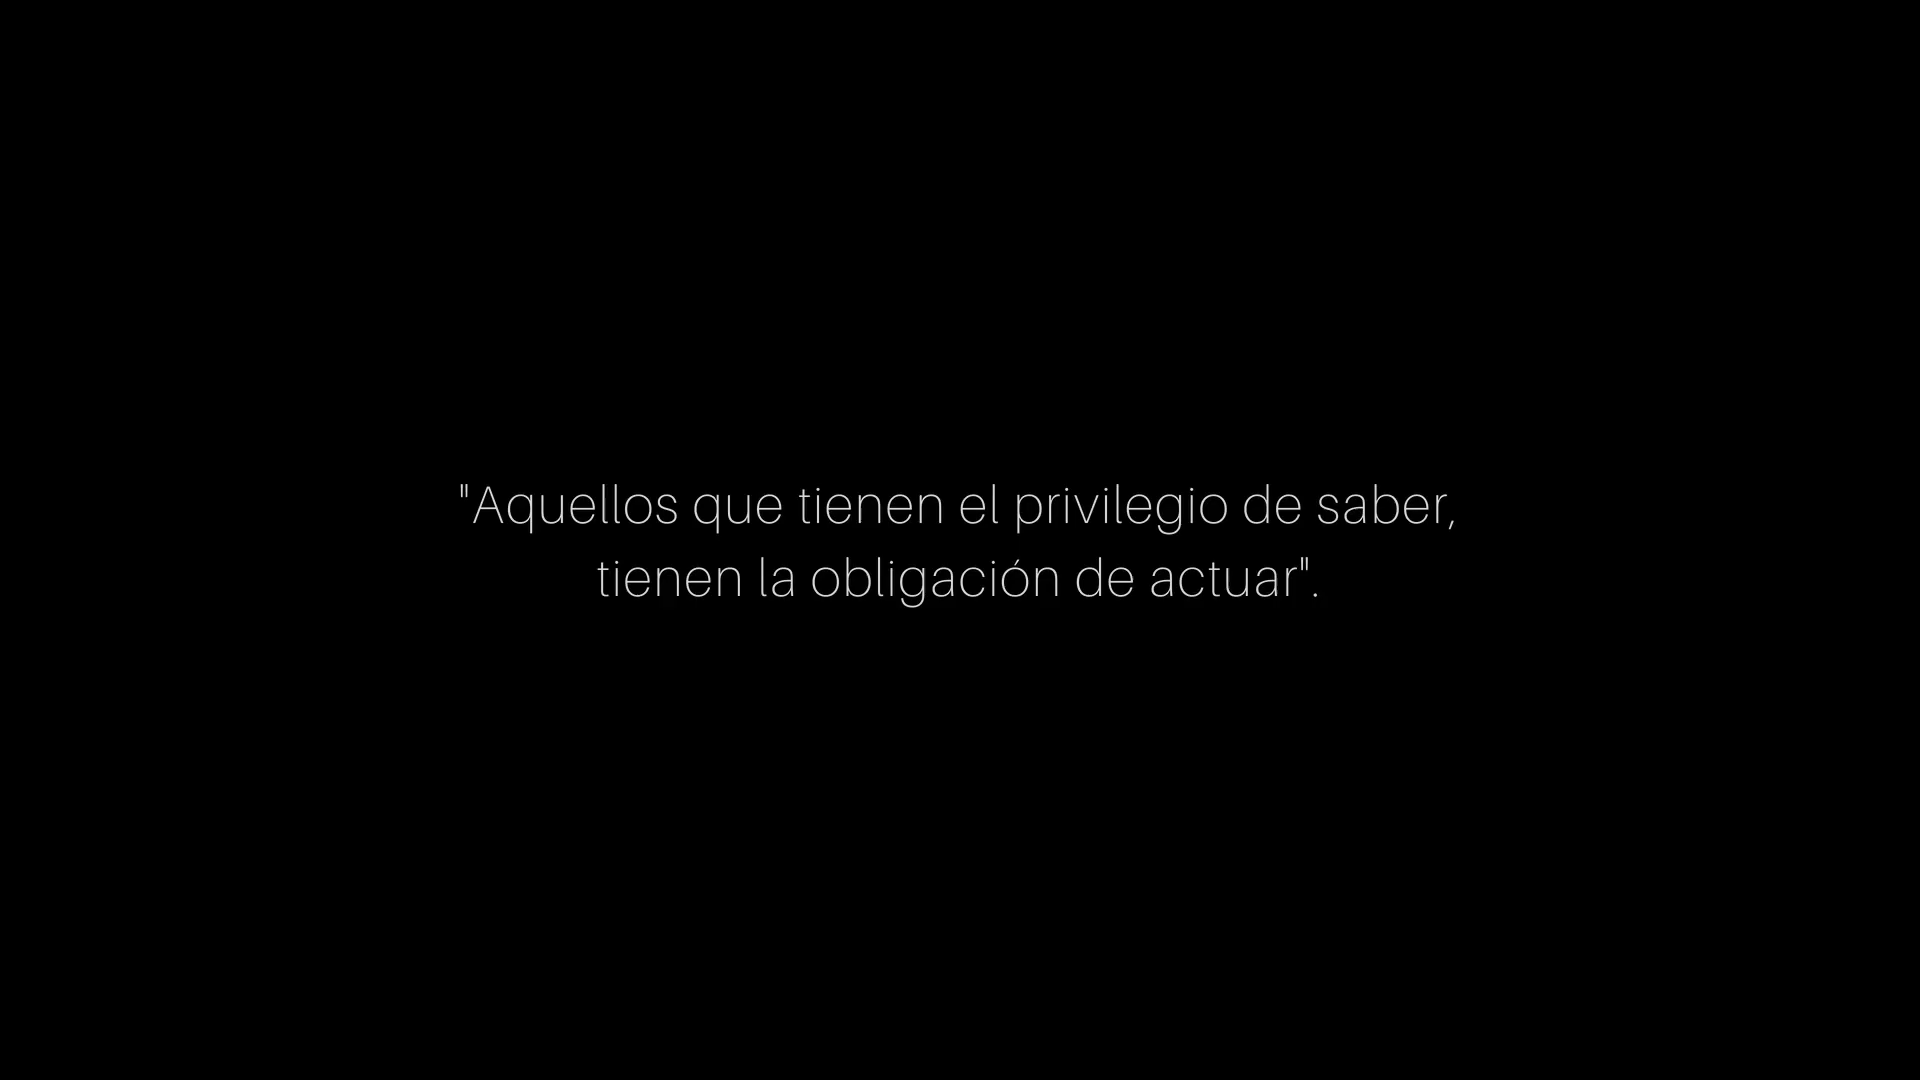 "Aquellos que tienen el privilegio de saber,
tienen la obligación de actuar".